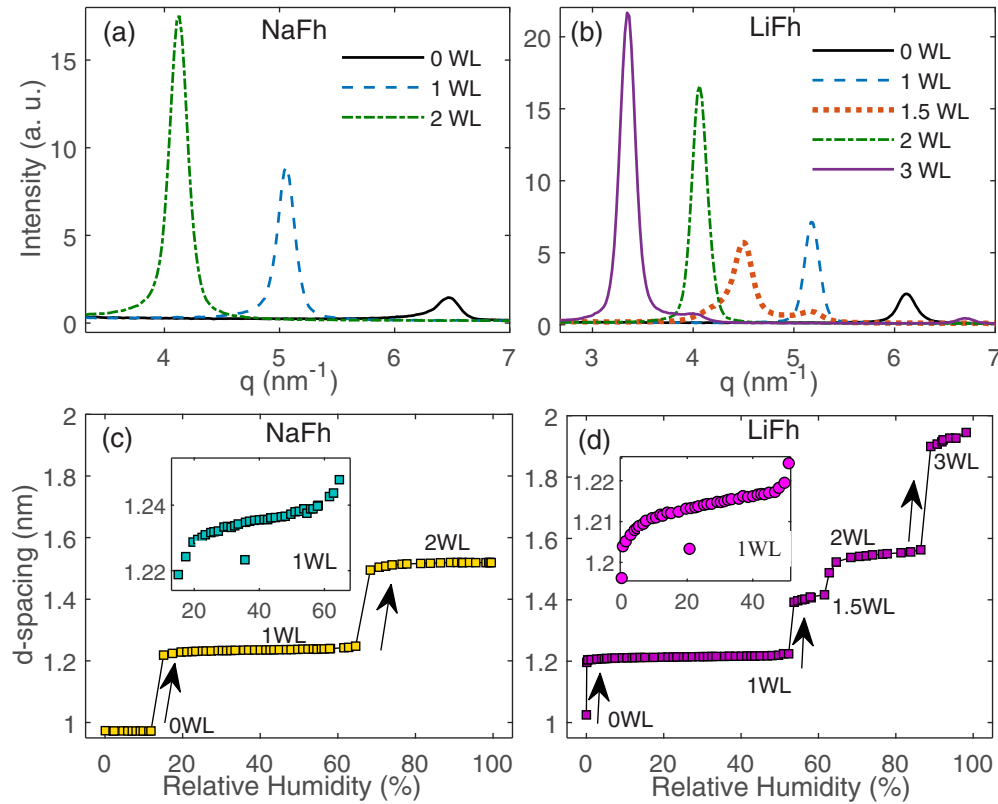 (a) NaFh
0 WL
1 WL
2 WL
Intensity (a. u.)
15
10
5
0
4 5 6 7
q (nm-1)
(b) LiFh
0 WL
1 WL
1.5 WL
2 WL
3 WL
20
15
10
5
0
3 4 5 6 7
q (nm-1)
(c) NaFh
d-spacing (nm)
2
1.8
1.6
1.4
1.2
1
1.24
1.22
20 40 60
1WL
0WL
1WL
2WL
0 20 40 60 80 100
Relative Humidity (%)
(d) LiFh
2
1.8
1.6
1.4
1.2
1
1.22
1.21
1.2
0 20 40
1WL
0WL
1WL
1.5WL
2WL
3WL
0 20 40 60 80 100
Relative Humidity (%)